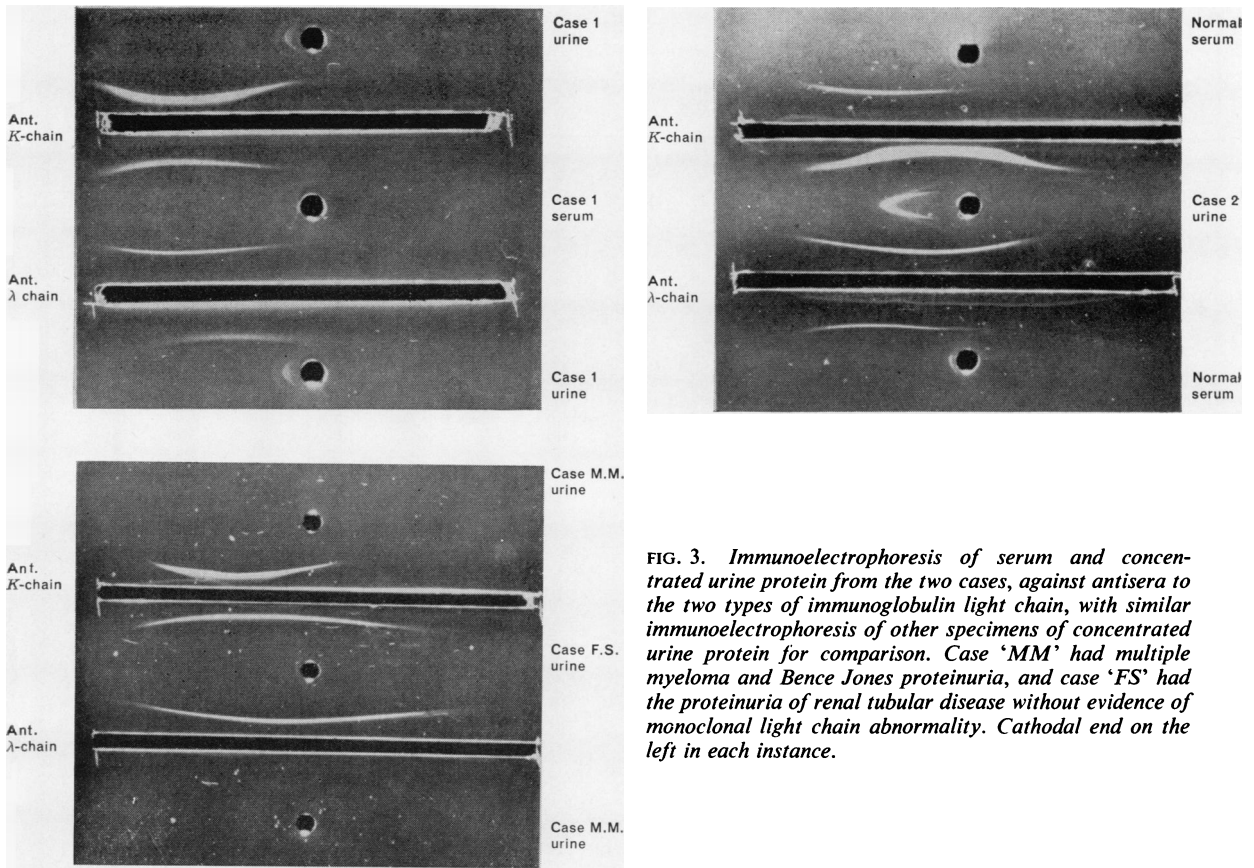 Case 1
urine
Ant.
K-chain
Case 1
serum
Ant.
λ chain
Case 1
urine
Normal
serum
Ant.
K-chain
Case 2
urine
Ant.
λ-chain
Normal
serum
Case M.M.
urine
Ant.
K-chain
Case F.S.
urine
Ant.
λ-chain
Case M.M.
urine
FIG. 3. Immunoelectrophoresis of serum and concen-
trated urine protein from the two cases, against antisera to
the two types of immunoglobulin light chain, with similar
immunoelectrophoresis of other specimens of concentrated
urine protein for comparison. Case ‘MM’ had multiple
myeloma and Bence Jones proteinuria, and case ‘FS’ had
the proteinuria of renal tubular disease without evidence of
monoclonal light chain abnormality. Cathodal end on the
left in each instance.